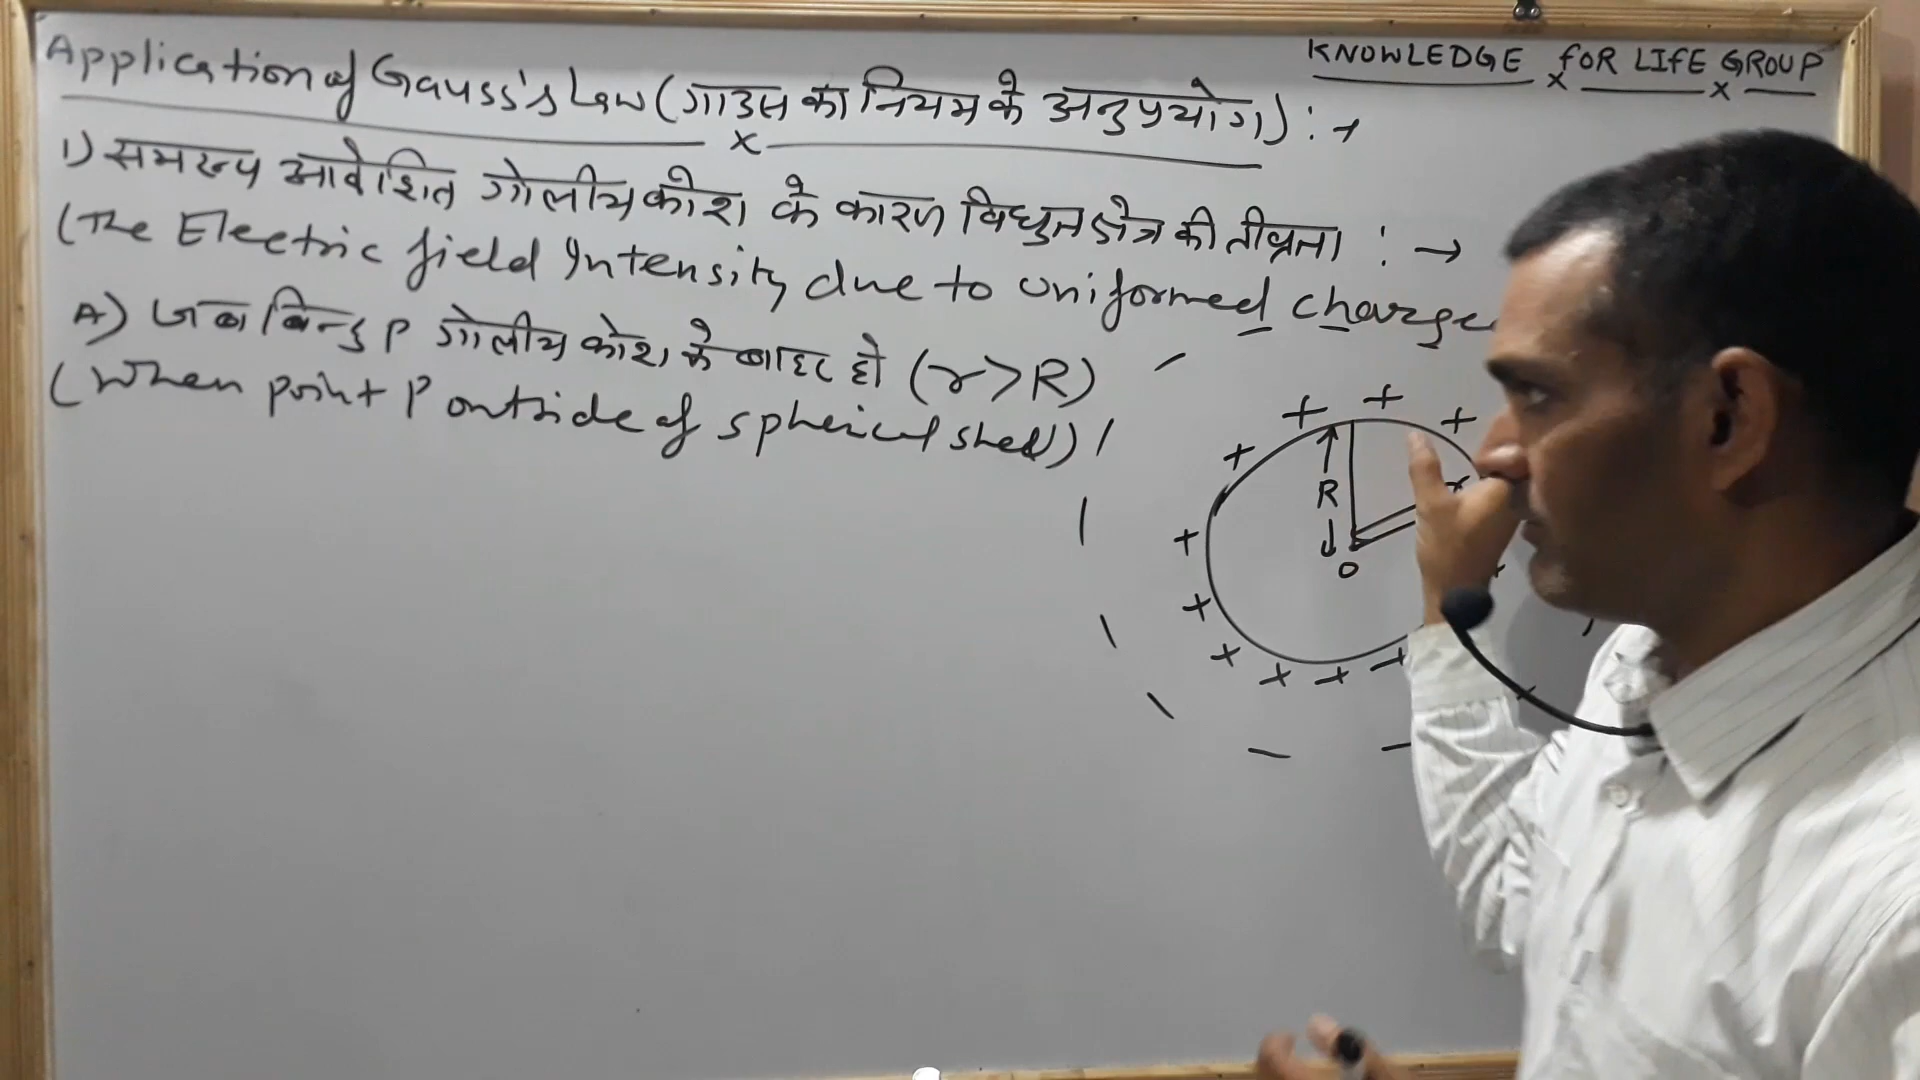 KNOWLEDGE FOR LIFE GROUP
Application of Gauss's Law (गाउस का नियम के अनुप्रयोग) : →
1) समरूप आवेशित गोलीय कोश के कारण विधुत क्षेत्र की तीव्रता : →
(The Electric field Intensity due to uniformed charge
A) जब बिन्दु P गोलीय कोश के बाहर हो (r>R)
(When point P outside of spherical shell)
R
r
O